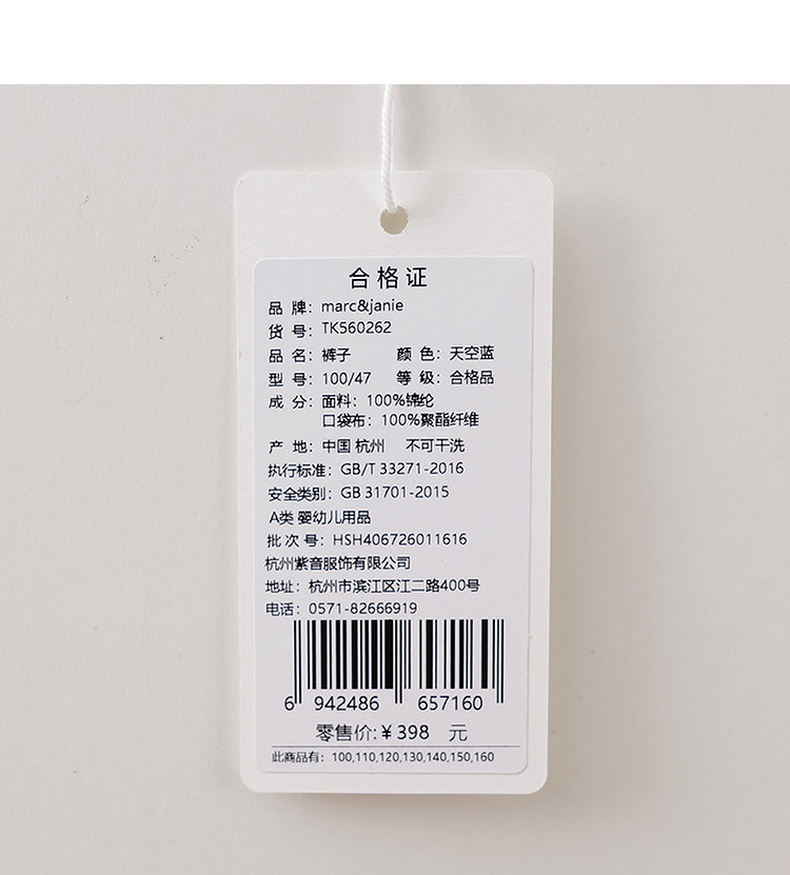 合格证
品 牌：marc&janie
货 号：TK560262
品 名：裤子 颜 色：天空蓝
型 号：100/47 等 级：合格品
成 分：面料：100%锦纶
口袋布：100%聚酯纤维
产 地：中国 杭州 不可干洗
执行标准：GB/T 33271-2016
安全类别：GB 31701-2015
A类 婴幼儿用品
批 次 号：HSH406726011616
杭州紫音服饰有限公司
地址：杭州市滨江区江二路400号
电话：0571-82666919
6 942486 657160
零售价:¥398 元
此商品有：100,110,120,130,140,150,160